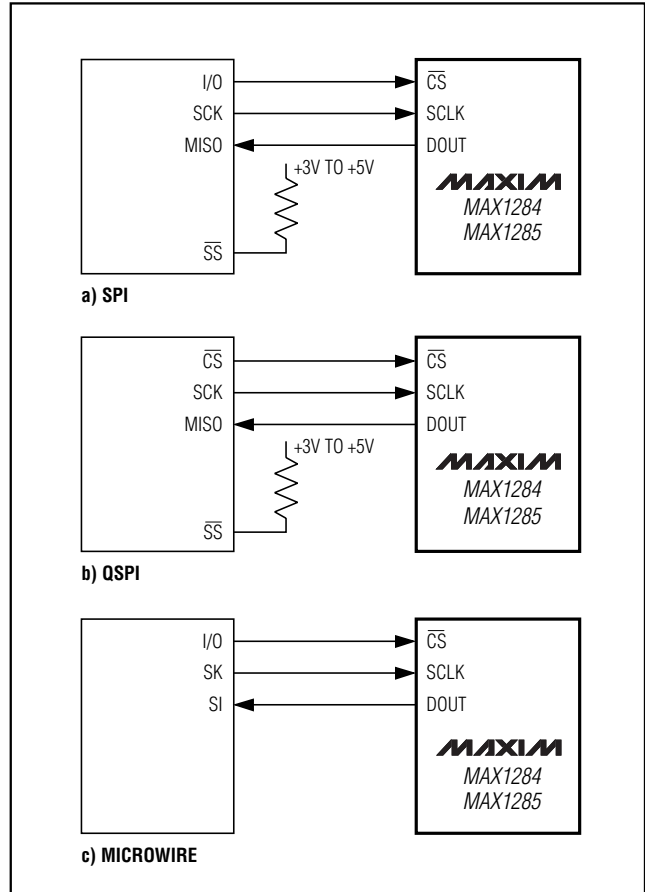 I/O CS
SCK SCLK
MISO DOUT
+3V TO +5V
MAXIM
MAX1284
MAX1285
SS
a) SPI
CS CS
SCK SCLK
MISO DOUT
+3V TO +5V
MAXIM
MAX1284
MAX1285
SS
b) QSPI
I/O CS
SK SCLK
SI DOUT
MAXIM
MAX1284
MAX1285
c) MICROWIRE